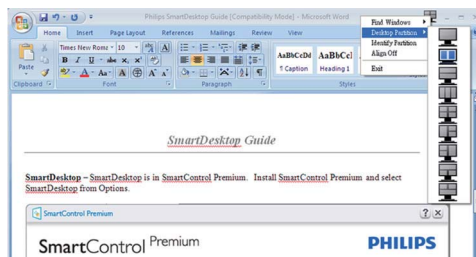 Philips SmartDesktop Guide [Compatibility Mode] - Microsoft Word
Home Insert Page Layout References Mailings Review View
Find Windows
Desktop Partition
Identify Partition
Align Off
Exit
Times New Roma 10
Paste
B I U abc
AaBbCcDd AaBbCcl
¶ Caption Heading 1
Clipboard Font Paragraph Styles
SmartDesktop Guide
SmartDesktop – SmartDesktop is in SmartControl Premium. Install SmartControl Premium and select
SmartDesktop from Options.
SmartControl Premium
SmartControl Premium PHILIPS